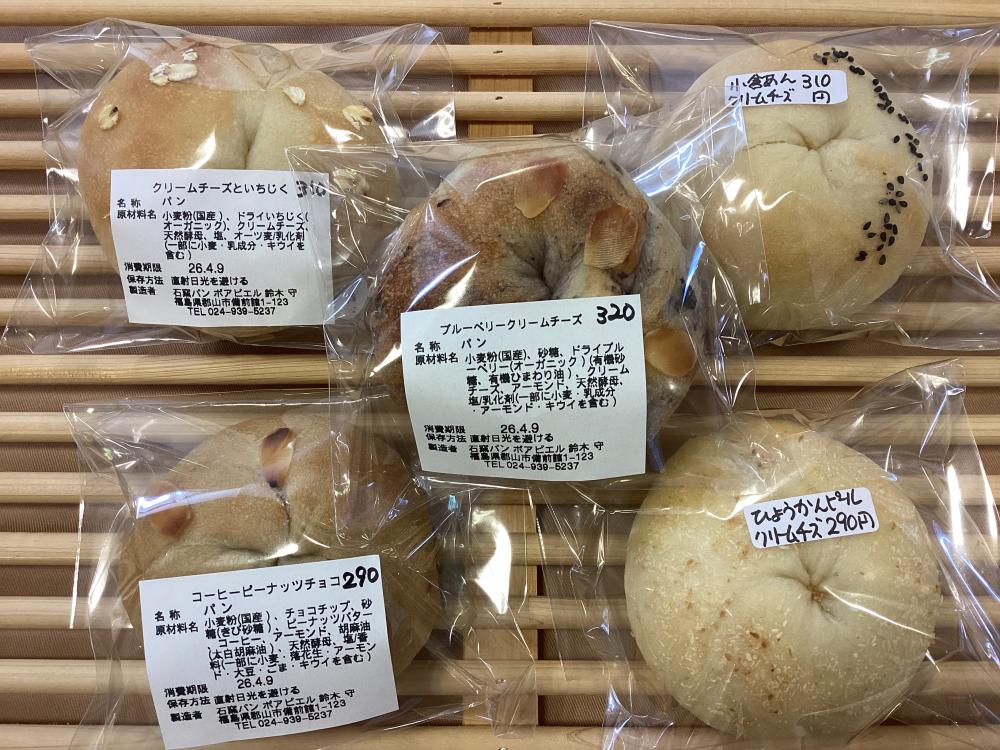 クリームチーズといちじく 310
名称 パン
原材料名 小麦粉(国産)、ドライいちじく(
オーガニック)、クリームチーズ、
天然酵母、塩、オーツ麦/乳化剤
(一部に小麦・乳成分・キウイを
含む)
消費期限 26.4.9
保存方法 直射日光を避ける
製造者 石窯パン ボアピエル 鈴木 守
福島県郡山市備前舘1-123
TEL 024-939-5237
小倉あん 310
クリームチーズ 円
ブルーベリークリームチーズ 320
名称 パン
原材料名 小麦粉(国産)、砂糖、ドライブル
ーベリー(オーガニック)(有機砂
糖、有機ひまわり油)、クリーム
チーズ、アーモンド、天然酵母、
塩/乳化剤(一部に小麦・乳成分
・アーモンド・キウイを含む)
消費期限 26.4.9
保存方法 直射日光を避ける
製造者 石窯パン ボアピエル 鈴木 守
福島県郡山市備前舘1-123
TEL 024-939-5237
コーヒーピーナッツチョコ 290
名称 パン
原材料名 小麦粉(国産)、チョコチップ、砂
糖(きび砂糖)、ピーナッツバター
、コーヒー、アーモンド、胡麻油
(太白胡麻油)、天然酵母、塩/香
料(一部に小麦・落花生・アーモン
ド・大豆・ごま・キウイを含む)
消費期限 26.4.9
保存方法 直射日光を避ける
製造者 石窯パン ボアピエル 鈴木 守
福島県郡山市備前舘1-123
TEL 024-939-5237
ひょうかんピール
クリームチーズ 290円